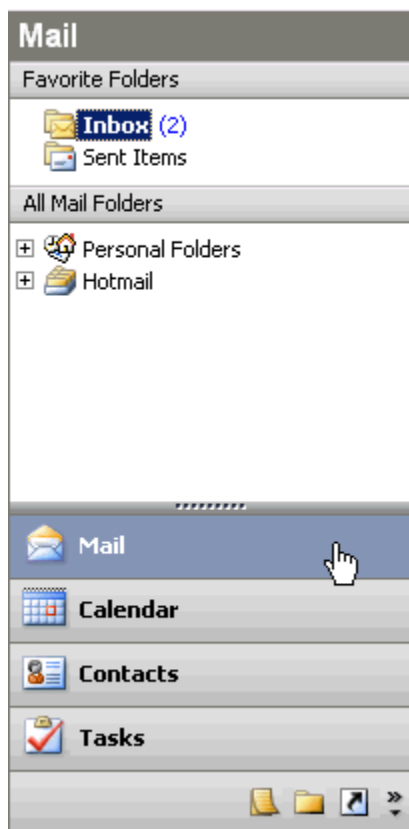 Mail
Favorite Folders
Inbox (2)
Sent Items
All Mail Folders
Personal Folders
Hotmail
Mail
Calendar
Contacts
Tasks